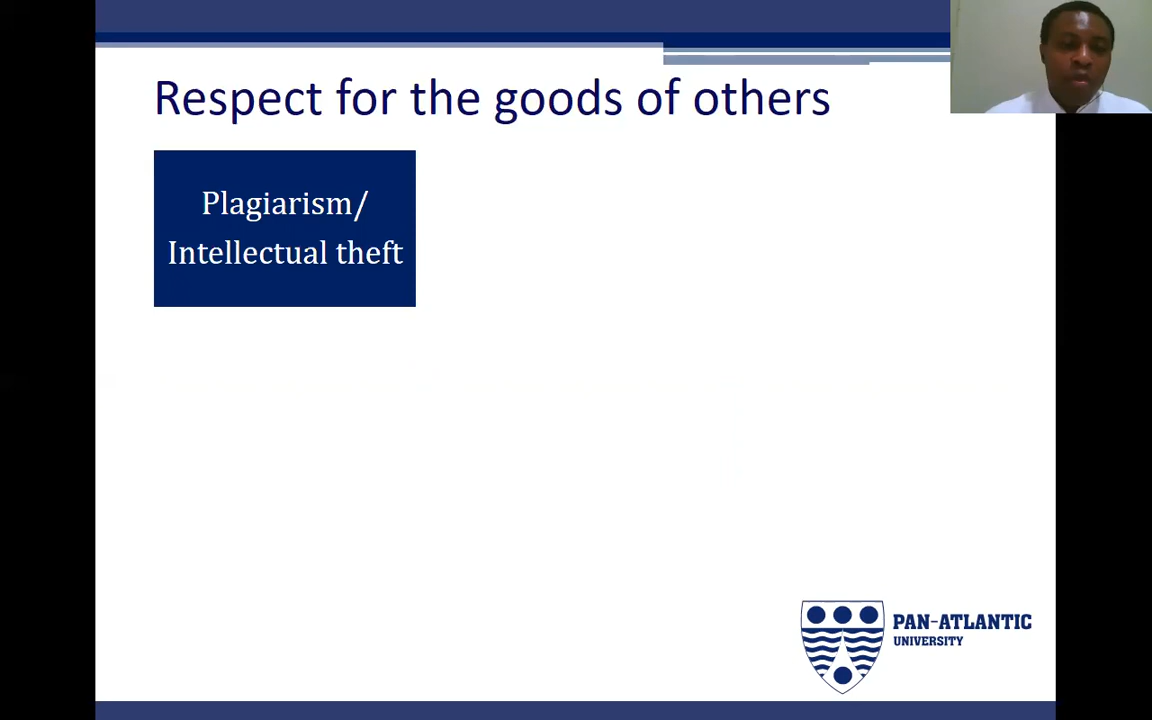 Respect for the goods of others
Plagiarism/
Intellectual theft
PAN-ATLANTIC
UNIVERSITY